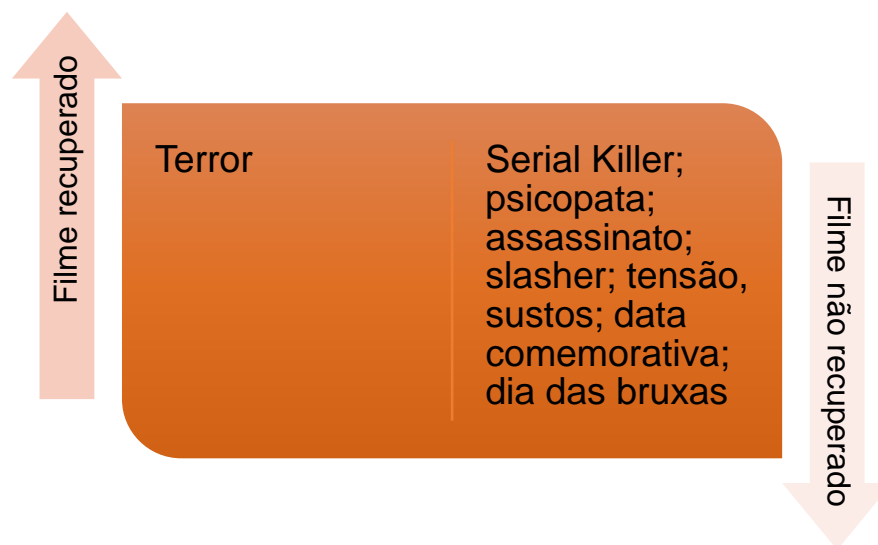 Filme recuperado
Terror
Serial Killer;
psicopata;
assassinato;
slasher; tensão,
sustos; data
comemorativa;
dia das bruxas
Filme não recuperado